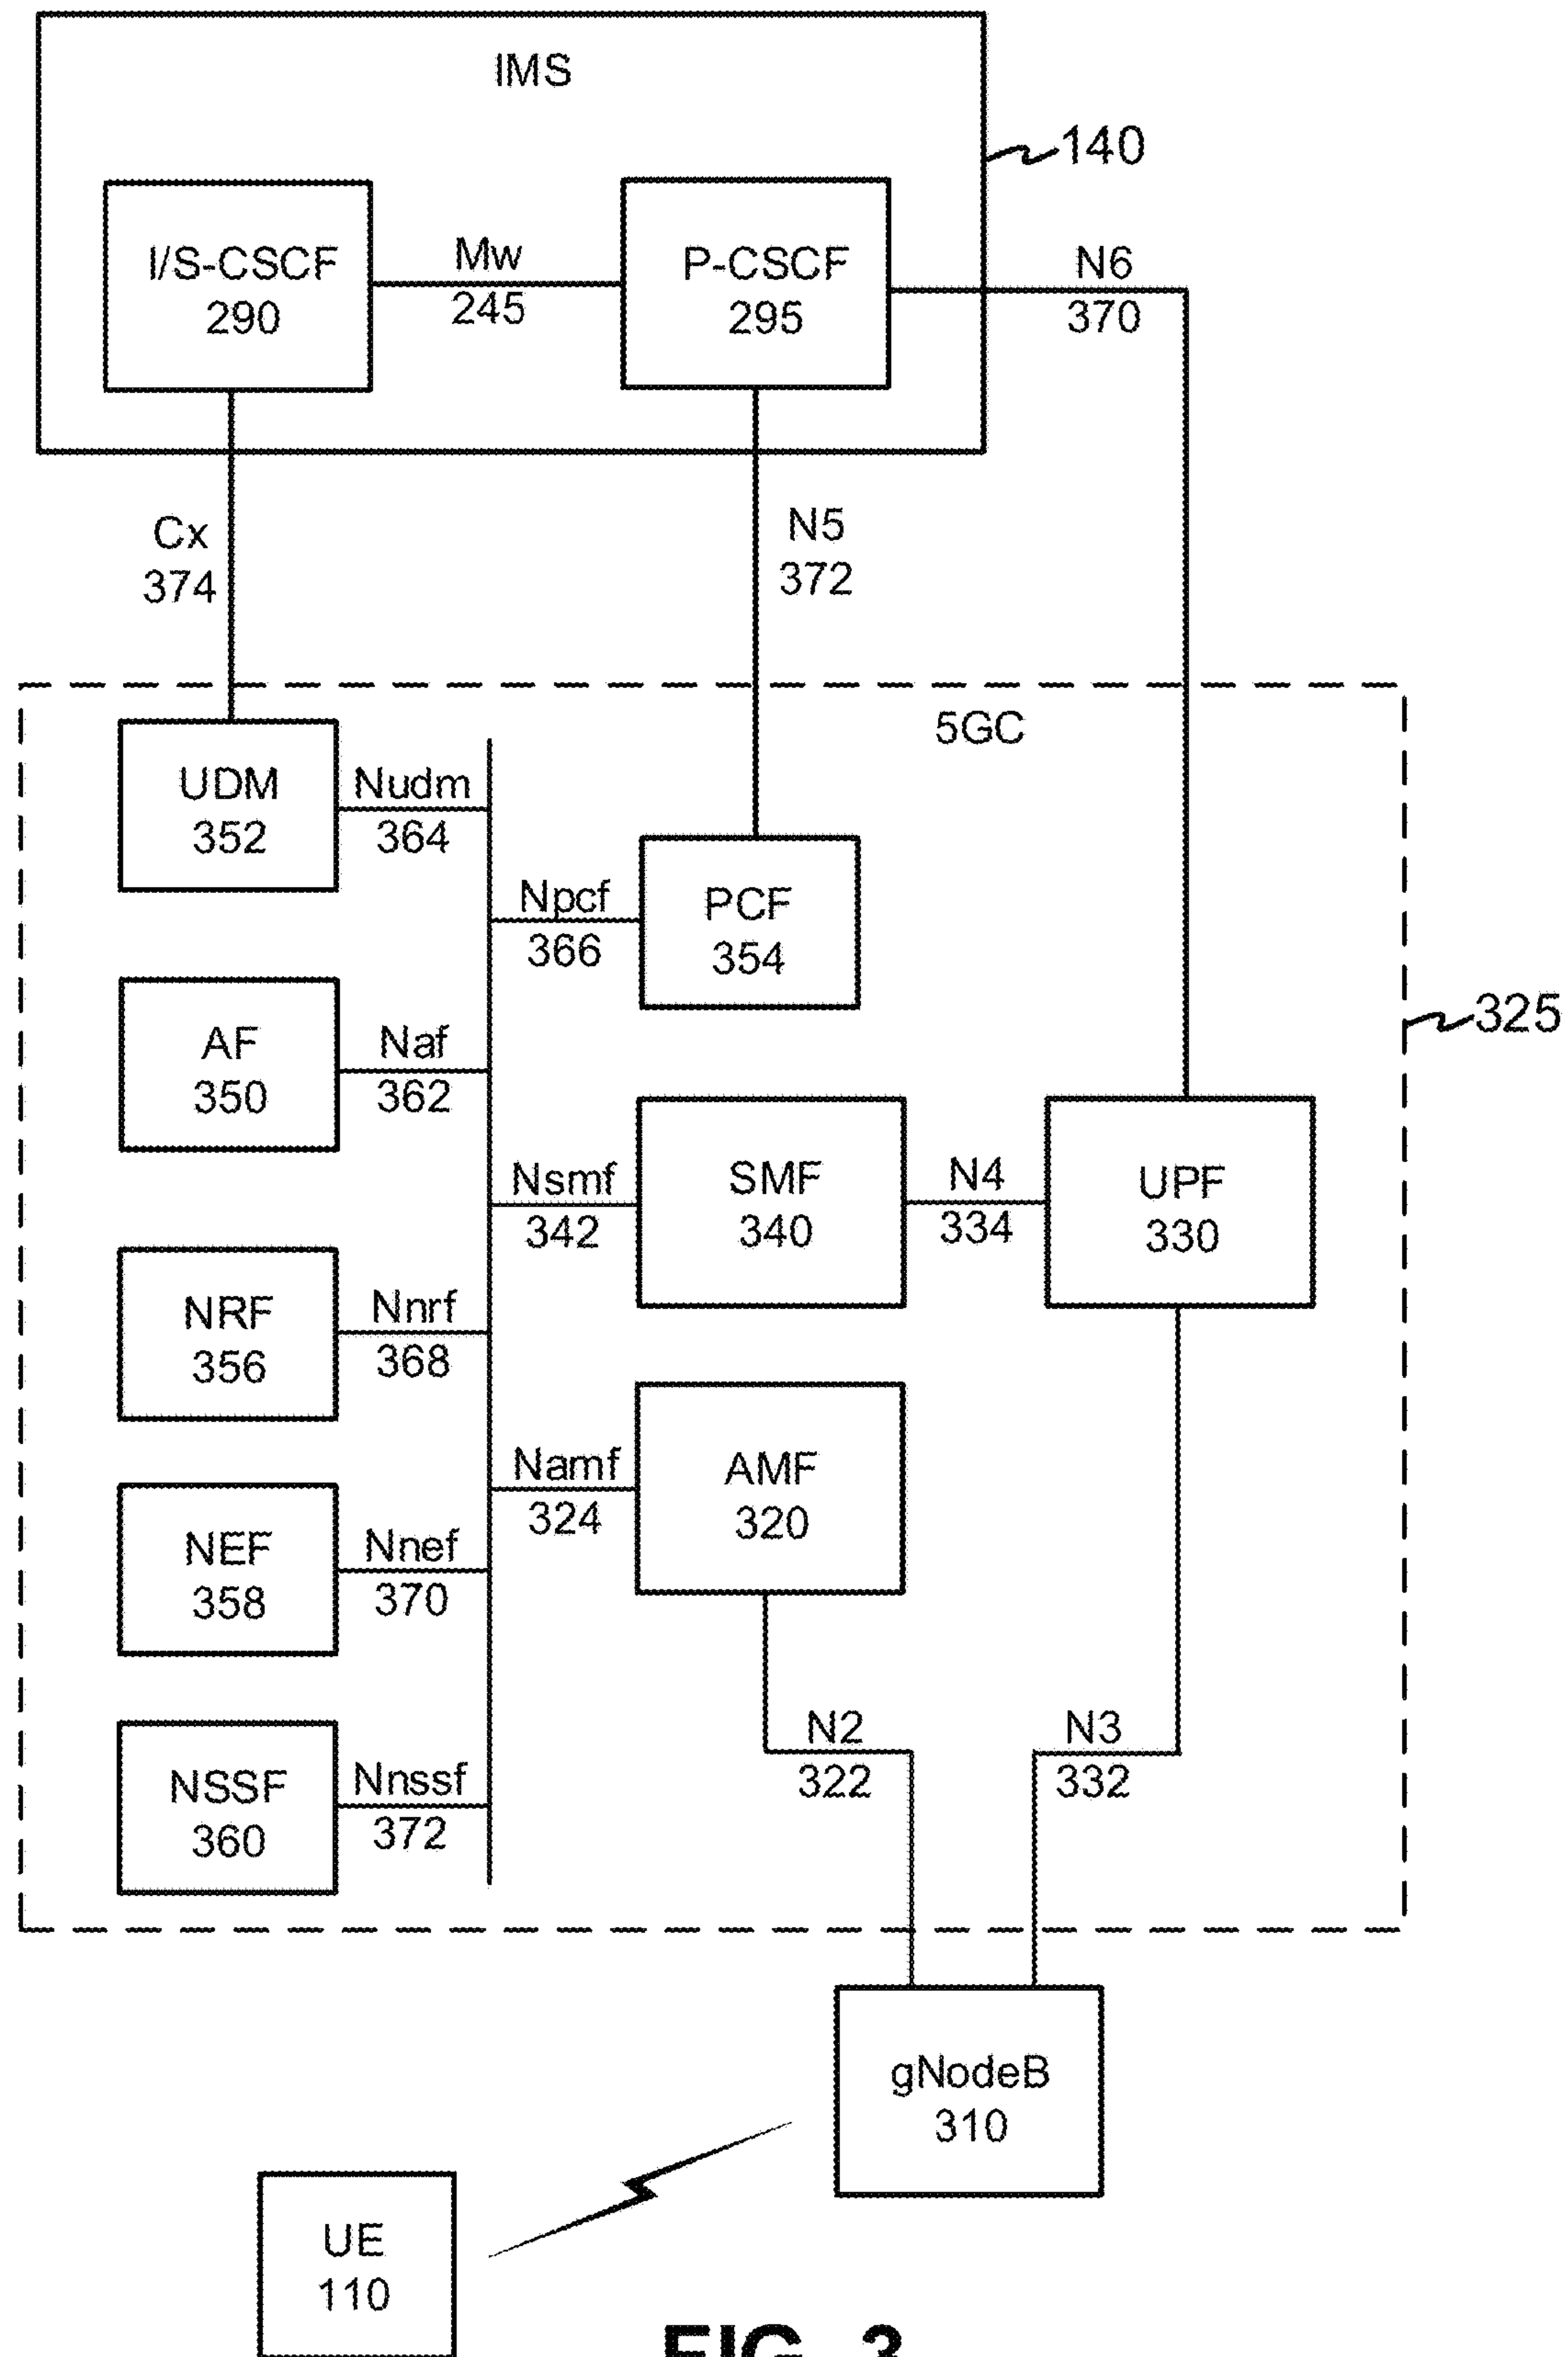 IMS
140
I/S-CSCF
290
Mw
245
P-CSCF
295
N6
370
Cx
374
N5
372
5GC
UDM
352
Nudm
364
Npcf
366
PCF
354
325
AF
350
Naf
362
Nsmf
342
SMF
340
N4
334
UPF
330
NRF
356
Nnrf
368
Namf
324
AMF
320
NEF
358
Nnef
370
NSSF
360
Nnssf
372
N2
322
N3
332
gNodeB
310
UE
110
FIG. 3